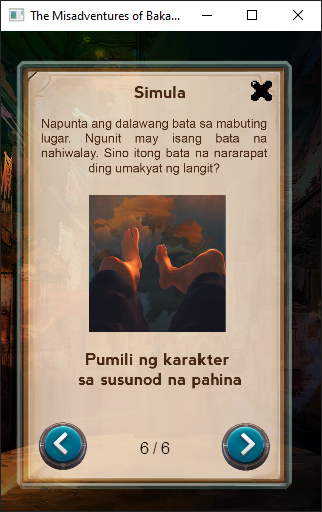 The Misadventures of Baka...
Simula
Napunta ang dalawang bata sa mabuting
lugar. Ngunit may isang bata na
nahiwalay. Sino itong bata na nararapat
ding umakyat ng langit?
Pumili ng karakter
sa susunod na pahina
6 / 6